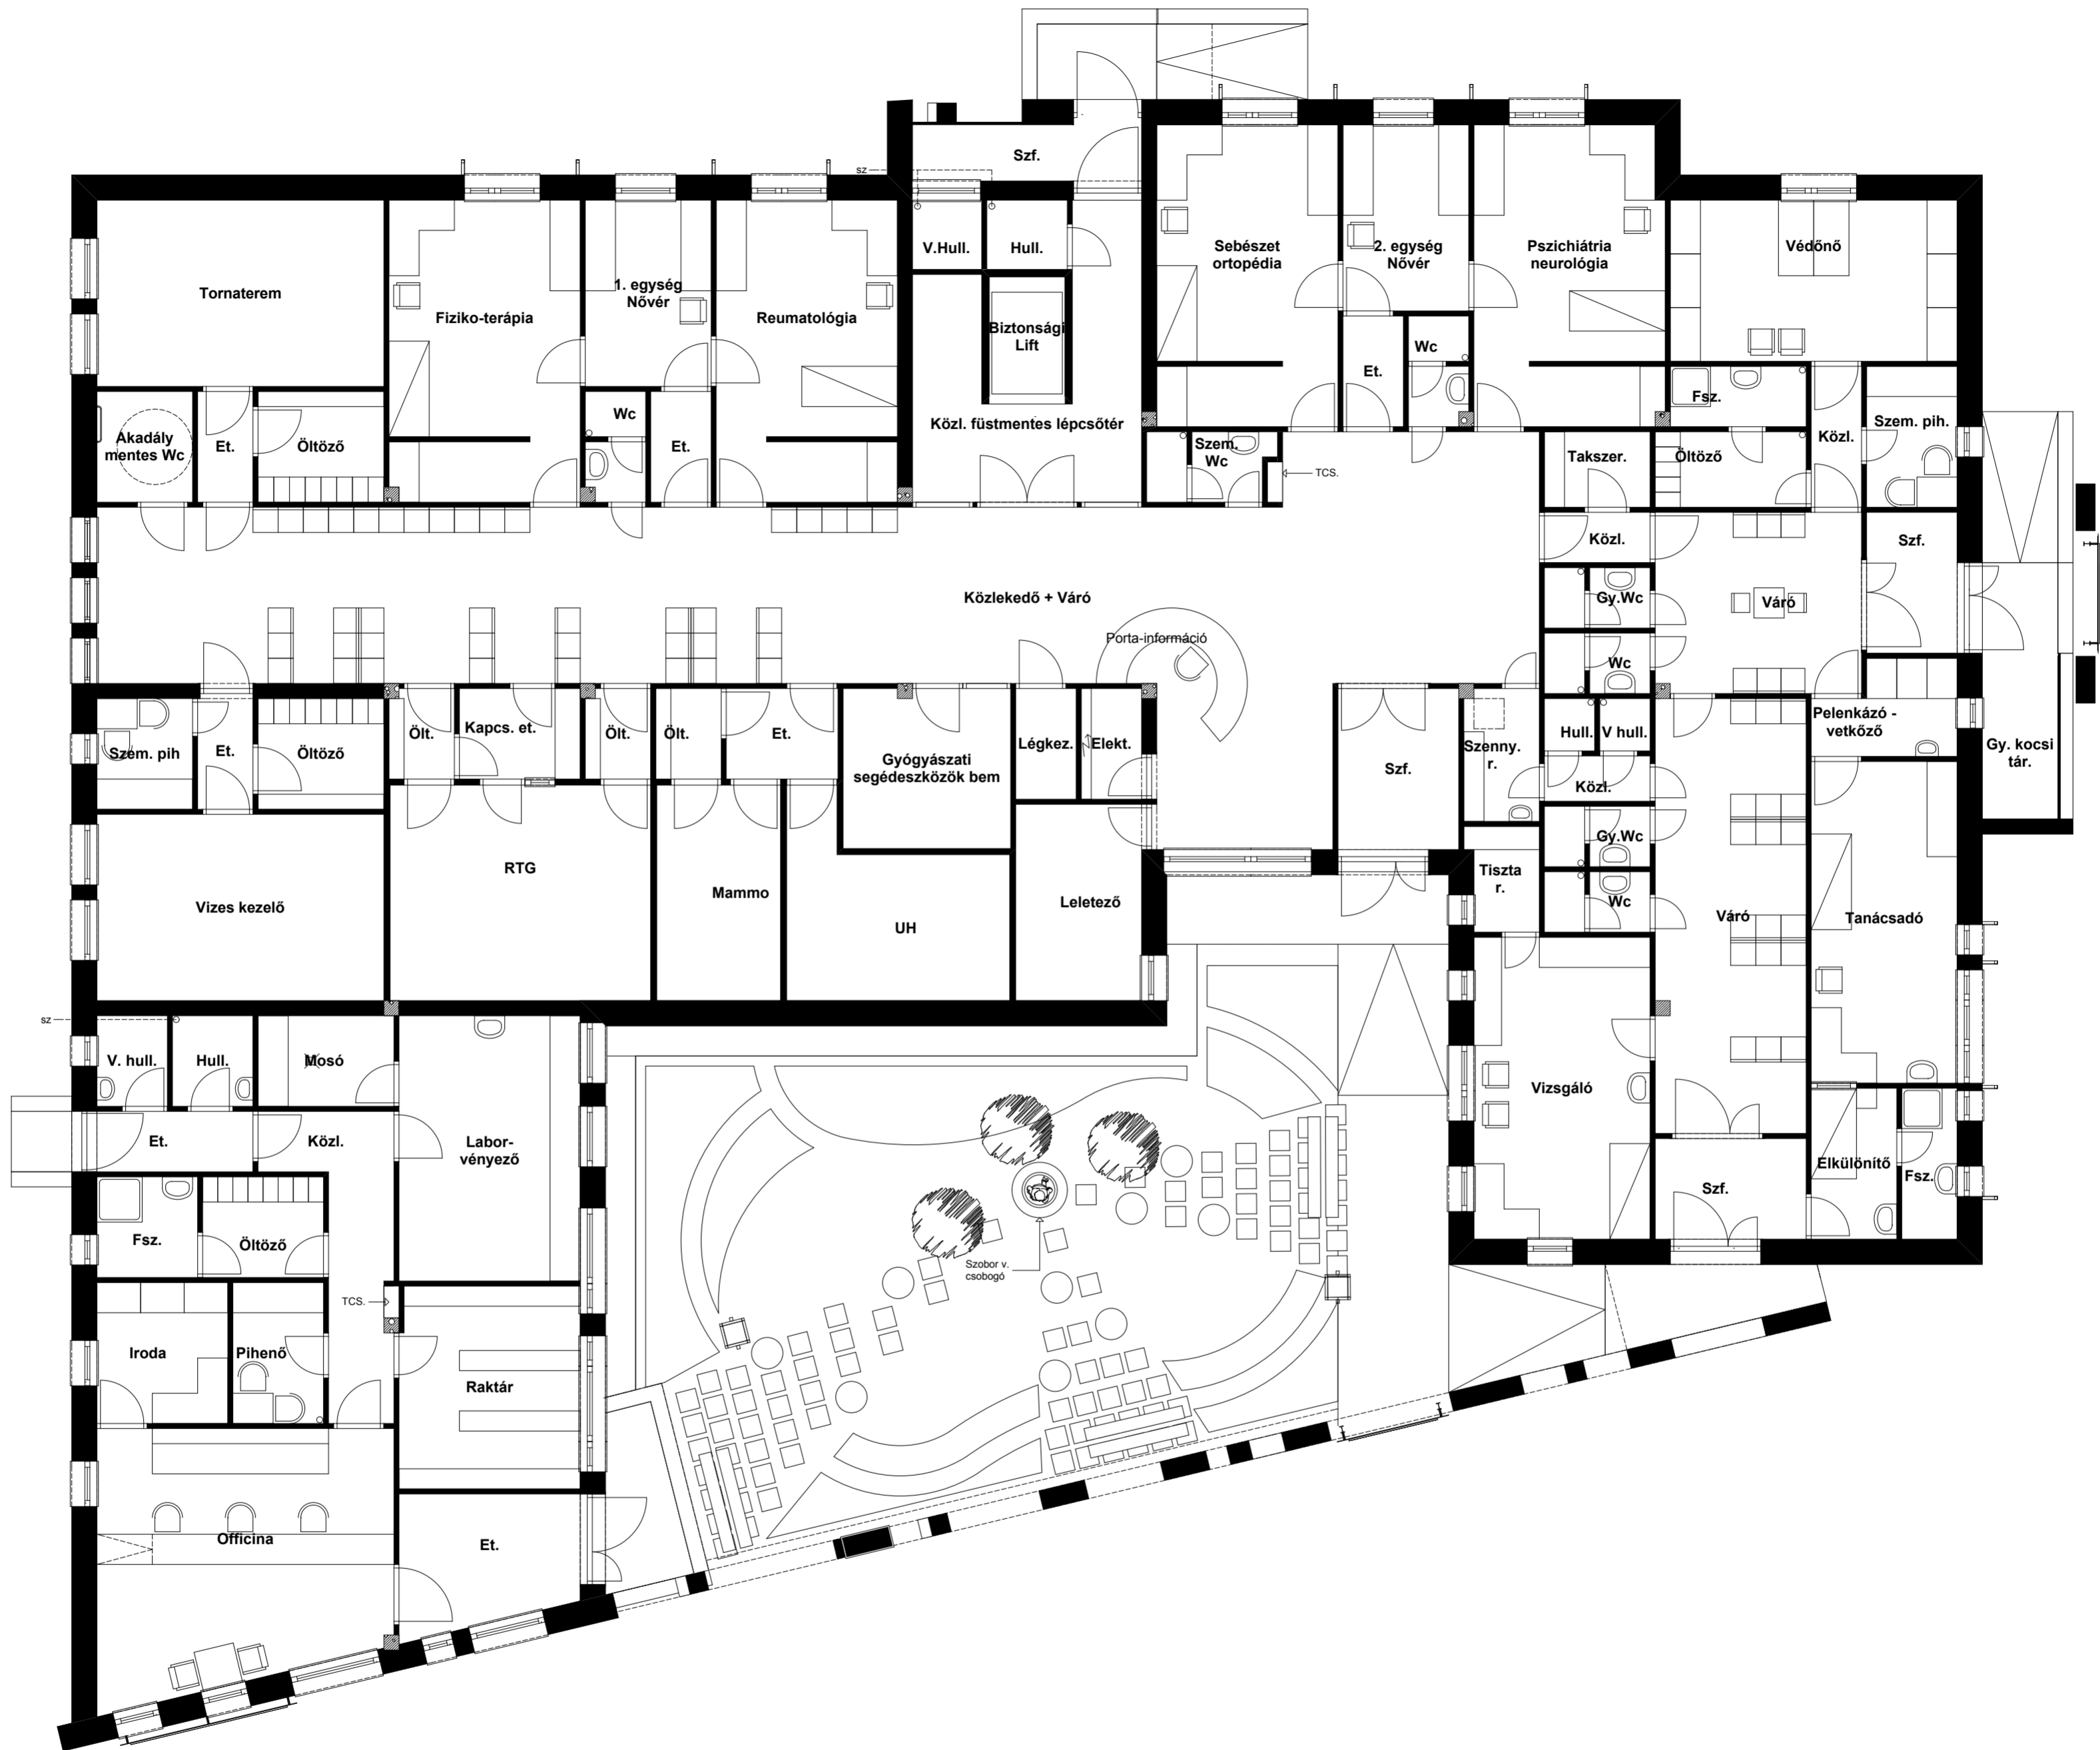 Szf.
sz
V.Hull.
Hull.
Sebészet
ortopédia
2. egység
Nővér
Pszichiátria
neurológia
Védőnő
Tornaterem
Fiziko-terápia
1. egység
Nővér
Reumatológia
Biztonsági
Lift
Wc
Et.
Fsz.
Akadály
mentes Wc
Et.
Öltöző
Wc
Et.
Közl. füstmentes lépcsőtér
Szem.
Wc
TCS.
Takszer.
Öltöző
Közl.
Szem. pih.
Közl.
Szf.
Közlekedő + Váró
Porta-információ
Gy.Wc
Váró
Wc
Szem. pih
Et.
Öltöző
Ölt.
Kapcs. et.
Ölt.
Ölt.
Et.
Gyógyászati
segédeszközök bem
Légkez.
Elekt.
Szf.
Szenny.
r.
Hull.
V hull.
Közl.
Pelenkázó -
vetkőző
Gy. kocsi
tár.
Vizes kezelő
RTG
Mammo
UH
Leletező
Tiszta
r.
Gy.Wc
Wc
Váró
Tanácsadó
sz
V. hull.
Hull.
Mosó
Et.
Közl.
Labor-
vényező
Vizsgáló
Elkülönítő
Fsz.
Szf.
Fsz.
Öltöző
Szobor v.
csobogó
TCS.
Iroda
Pihenő
Raktár
Officina
Et.